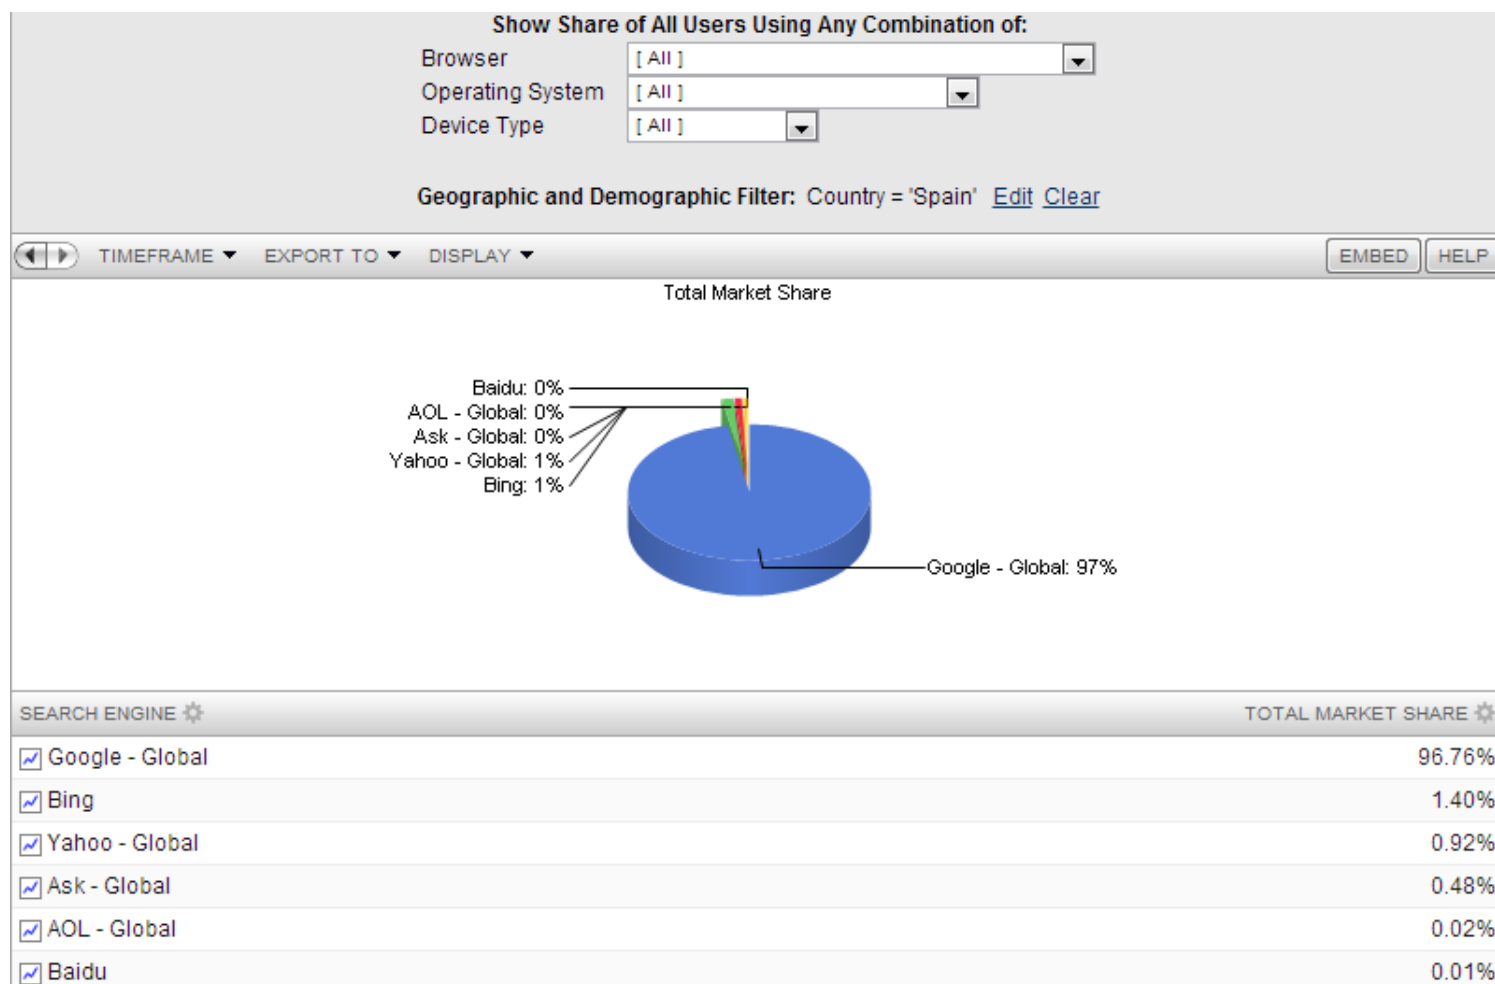 Show Share of All Users Using Any Combination of:
Browser [ All ]
Operating System [ All ]
Device Type [ All ]
Geographic and Demographic Filter: Country = 'Spain' Edit Clear
TIMEFRAME EXPORT TO DISPLAY EMBED HELP
Total Market Share
Baidu: 0%
AOL - Global: 0%
Ask - Global: 0%
Yahoo - Global: 1%
Bing: 1%
Google - Global: 97%
SEARCH ENGINE TOTAL MARKET SHARE
Google - Global 96.76%
Bing 1.40%
Yahoo - Global 0.92%
Ask - Global 0.48%
AOL - Global 0.02%
Baidu 0.01%